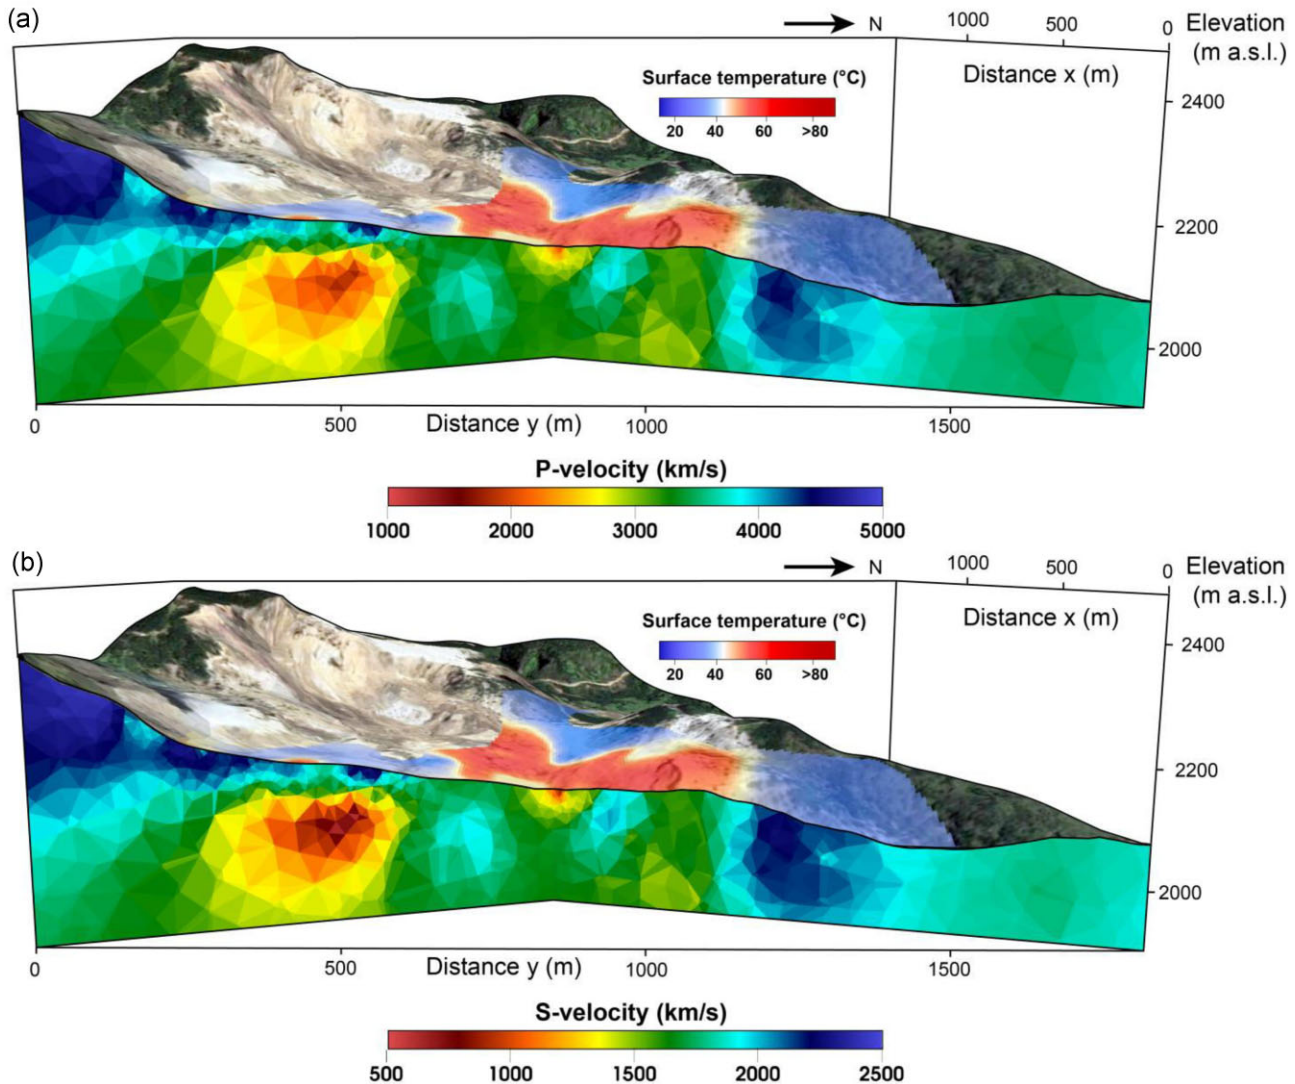 (a)
N
1000
500
0
Elevation
(m a.s.l.)
Distance x (m)
Surface temperature (°C)
20 40 60 >80
2400
2200
2000
0 500 1000 1500
Distance y (m)
P-velocity (km/s)
1000 2000 3000 4000 5000
(b)
N
1000
500
0
Elevation
(m a.s.l.)
Distance x (m)
Surface temperature (°C)
20 40 60 >80
2400
2200
2000
0 500 1000 1500
Distance y (m)
S-velocity (km/s)
500 1000 1500 2000 2500